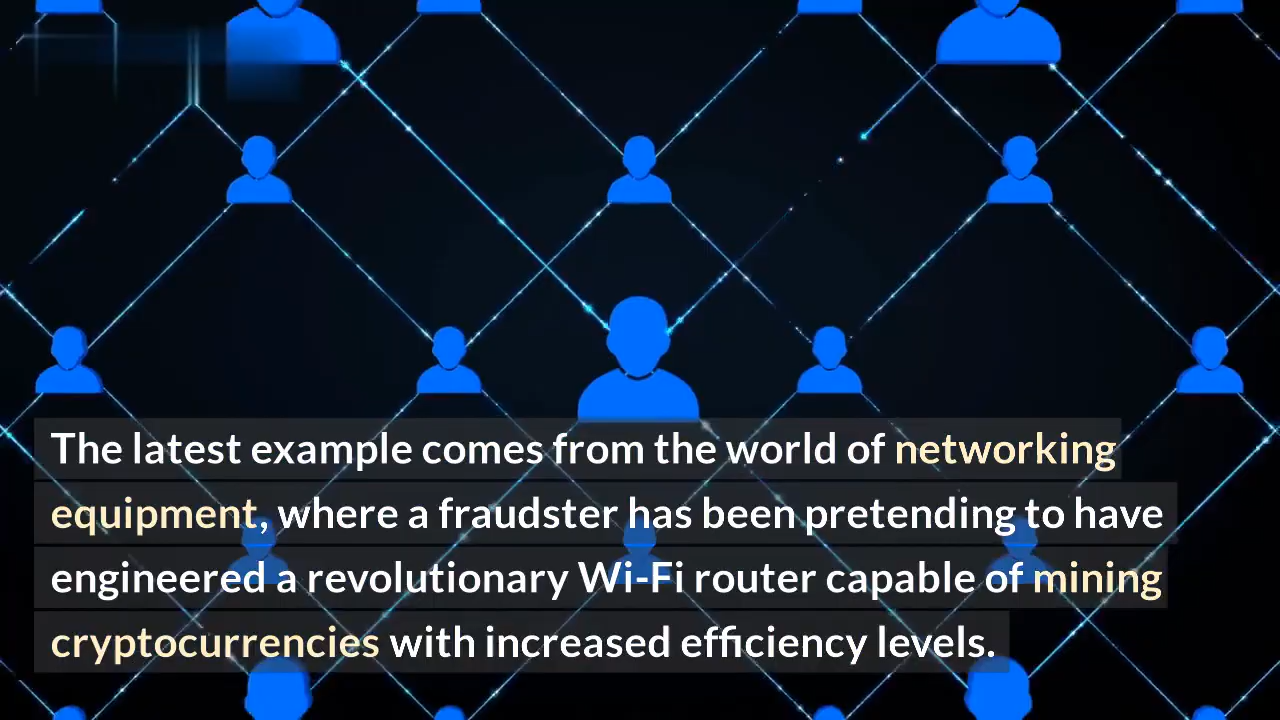 The latest example comes from the world of networking
equipment, where a fraudster has been pretending to have
engineered a revolutionary Wi-Fi router capable of mining
cryptocurrencies with increased efficiency levels.